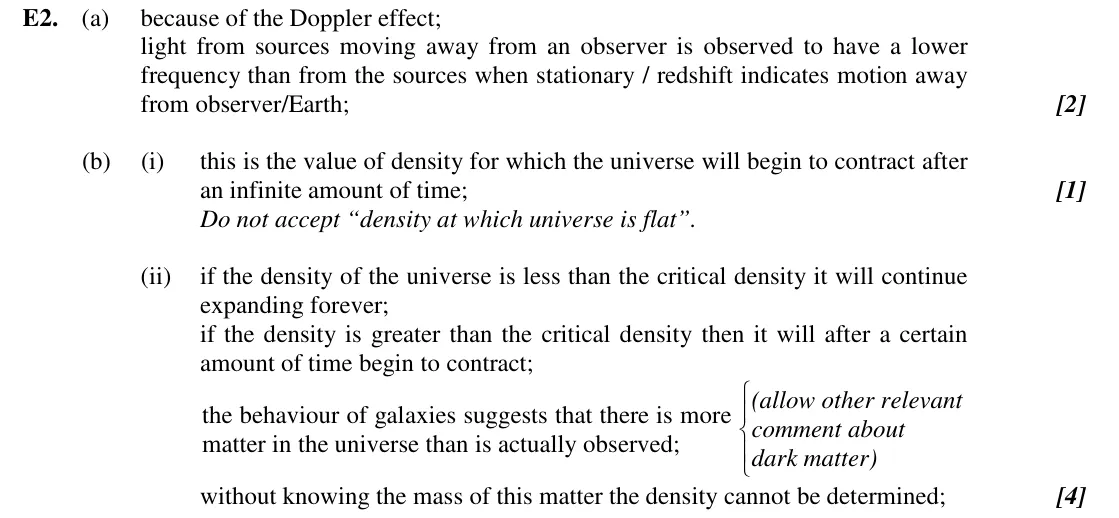 E2. (a) because of the Doppler effect;
light from sources moving away from an observer is observed to have a lower
frequency than from the sources when stationary / redshift indicates motion away
from observer/Earth; [2]
(b) (i) this is the value of density for which the universe will begin to contract after
an infinite amount of time; [1]
Do not accept “density at which universe is flat”.
(ii) if the density of the universe is less than the critical density it will continue
expanding forever;
if the density is greater than the critical density then it will after a certain
amount of time begin to contract;
the behaviour of galaxies suggests that there is more
matter in the universe than is actually observed;
(allow other relevant
comment about
dark matter)
without knowing the mass of this matter the density cannot be determined; [4]